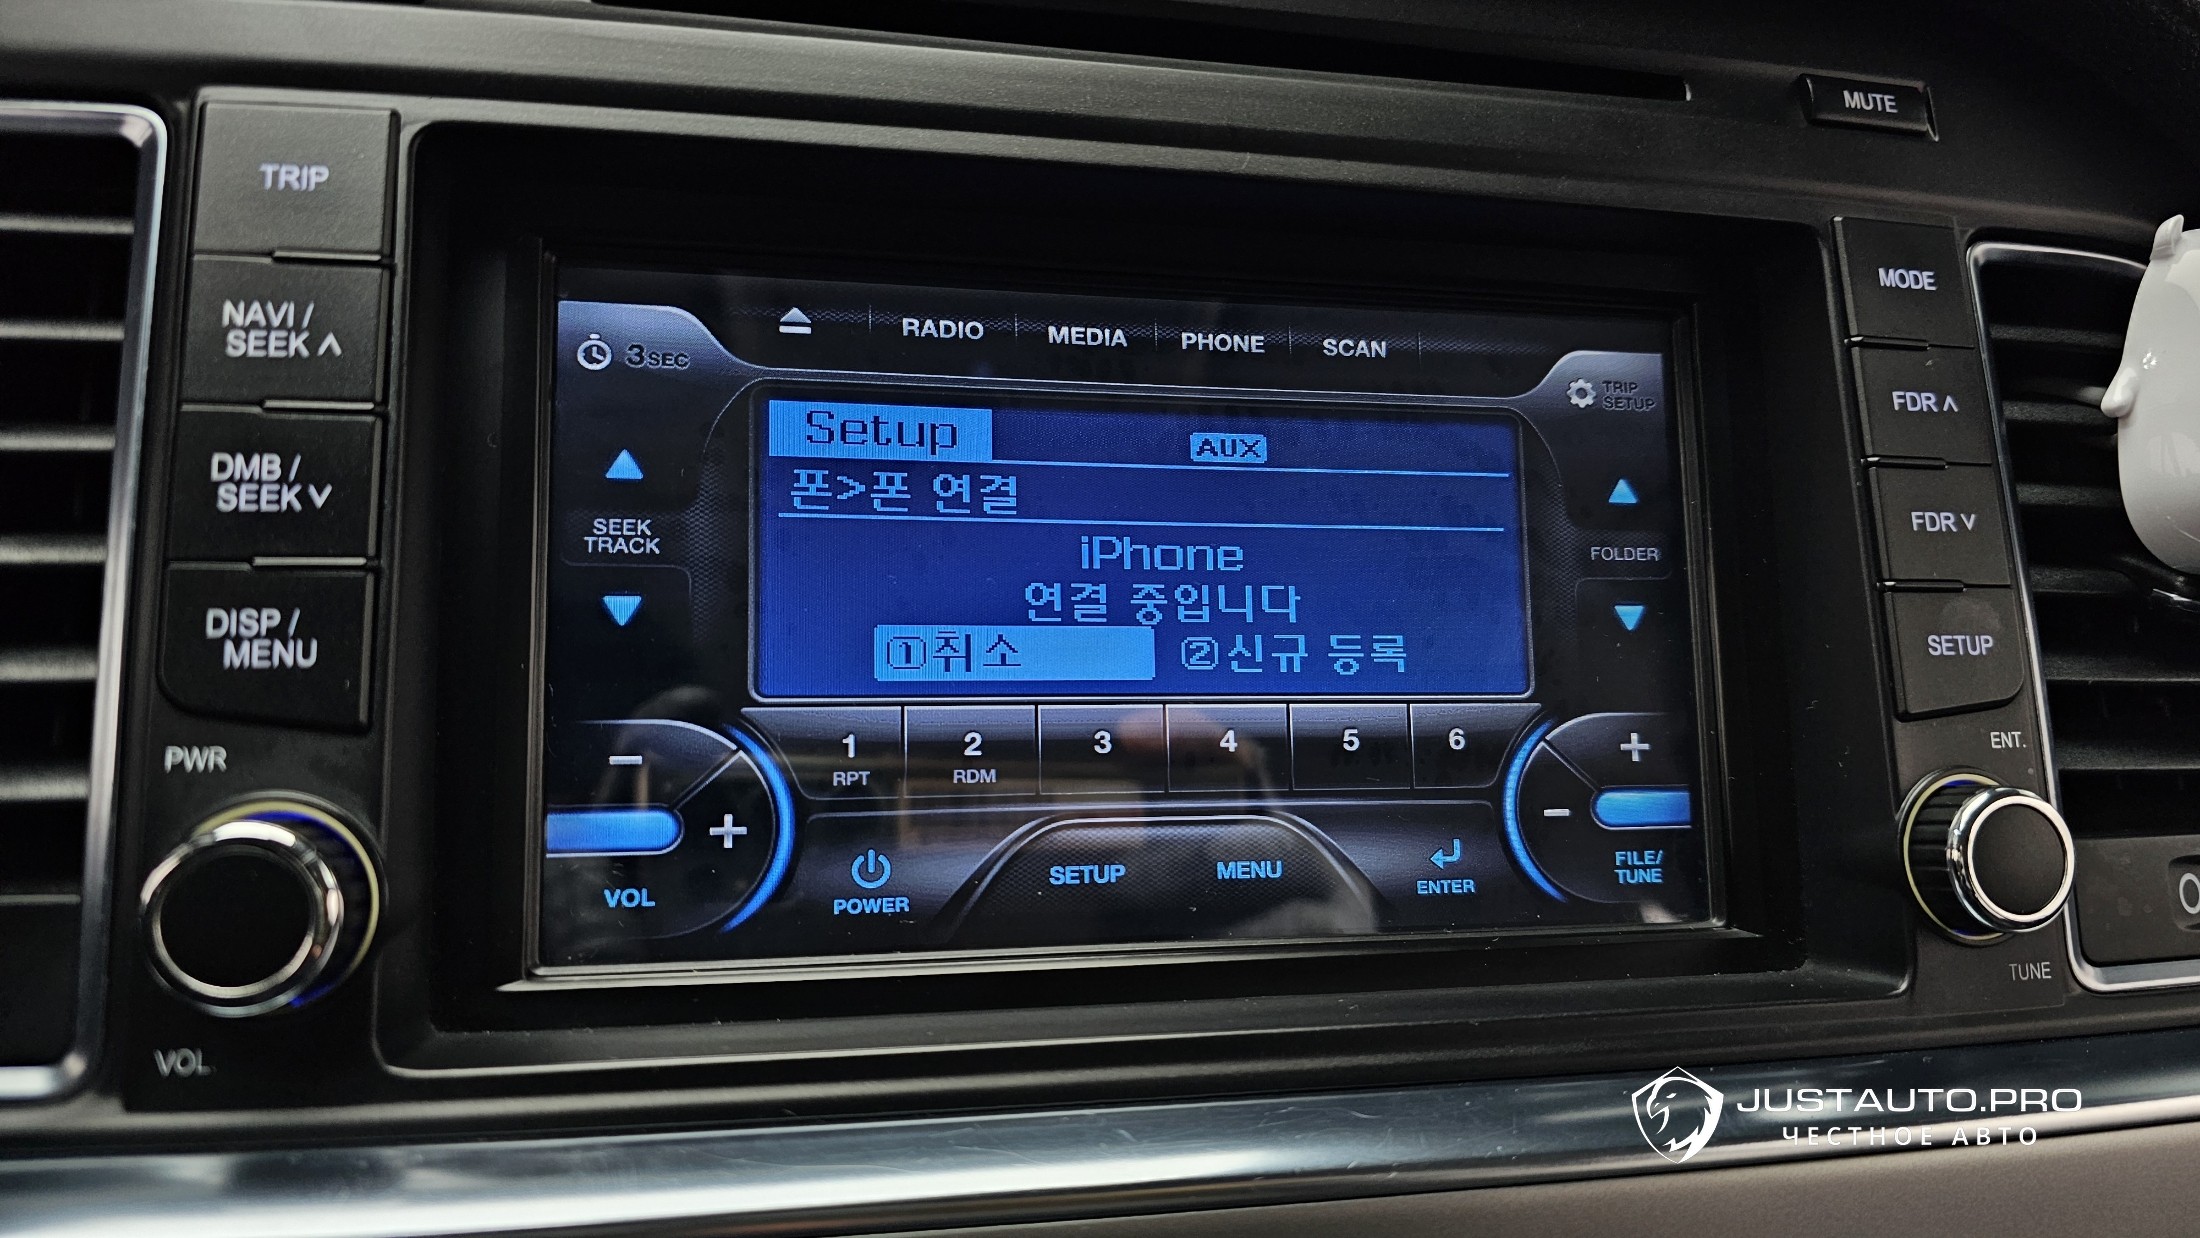 MUTE
TRIP
NAVI /
SEEK ∧
DMB /
SEEK ∨
DISP /
MENU
PWR
VOL
3 SEC
RADIO
MEDIA
PHONE
SCAN
TRIP
SETUP
SEEK
TRACK
Setup
AUX
폰>폰 연결
iPhone
연결 중입니다
①취소 ②신규 등록
FOLDER
1
RPT
2
RDM
3
4
5
6
−
+
VOL
POWER
SETUP
MENU
ENTER
+
−
FILE/
TUNE
MODE
FDR ∧
FDR ∨
SETUP
ENT.
TUNE
JUSTAUTO.PRO
ЧЕСТНОЕ АВТО